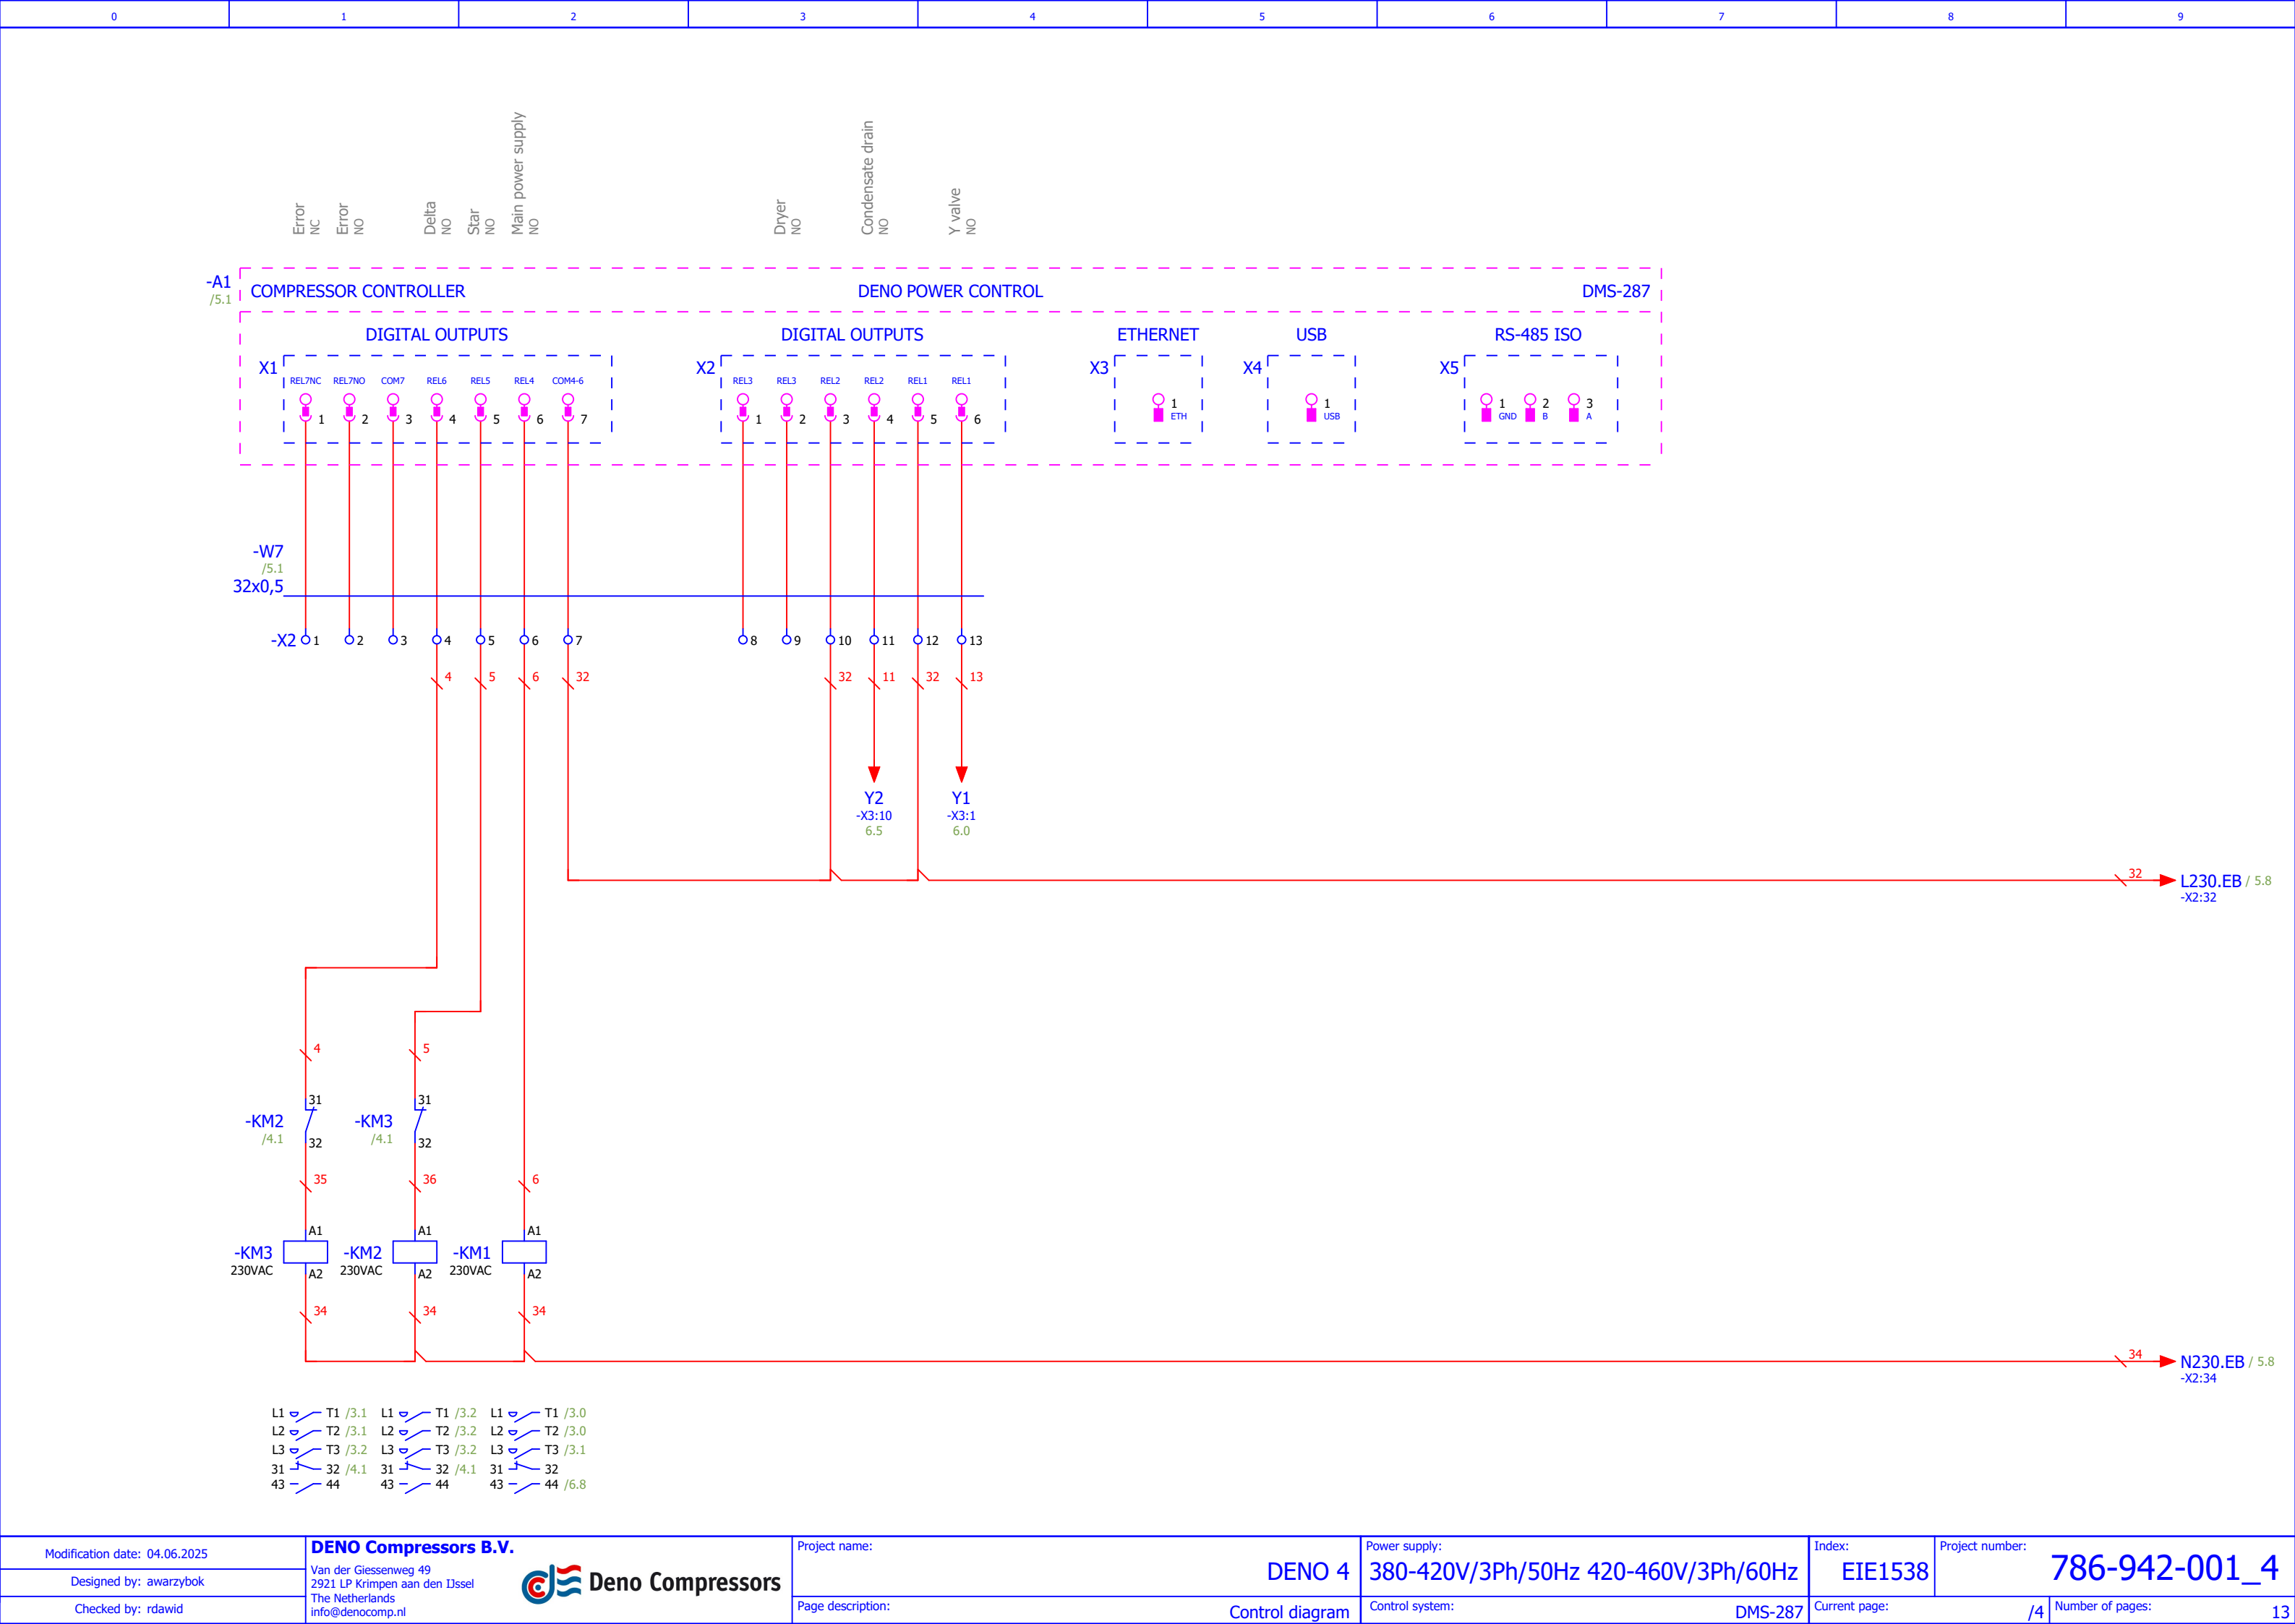 0 1 2 3 4 5 6 7 8 9
Error NC
Error NO
Delta NO
Star NO
Main power supply NO
Dryer NO
Condensate drain NO
Y valve NO
-A1
/5.1
COMPRESSOR CONTROLLER DENO POWER CONTROL DMS-287
DIGITAL OUTPUTS DIGITAL OUTPUTS ETHERNET USB RS-485 ISO
X1 X2 X3 X4 X5
REL7NC REL7NO COM7 REL6 REL5 REL4 COM4-6 REL3 REL3 REL2 REL2 REL1 REL1
1 2 3 4 5 6 7 1 2 3 4 5 6 1 1 1 2 3
ETH USB GND B A
-W7
/5.1
32x0,5
-X2 1 2 3 4 5 6 7 8 9 10 11 12 13
4 5 6 32 32 11 32 13
Y2 Y1
-X3:10 -X3:1
6.5 6.0
32 L230.EB / 5.8
-X2:32
4 5
31 31
-KM2 -KM3
/4.1 /4.1
32 32
35 36 6
A1 A1 A1
-KM3 -KM2 -KM1
230VAC 230VAC 230VAC
A2 A2 A2
34 34 34
34 N230.EB / 5.8
-X2:34
L1 T1 /3.1 L1 T1 /3.2 L1 T1 /3.0
L2 T2 /3.1 L2 T2 /3.2 L2 T2 /3.0
L3 T3 /3.2 L3 T3 /3.2 L3 T3 /3.1
31 32 /4.1 31 32 /4.1 31 32
43 44 43 44 43 44 /6.8
Modification date: 04.06.2025
Designed by: awarzybok
Checked by: rdawid
DENO Compressors B.V.
Van der Giessenweg 49
2921 LP Krimpen aan den IJssel
The Netherlands
info@denocomp.nl
Deno Compressors
Project name:
DENO 4
Page description:
Control diagram
Power supply:
380-420V/3Ph/50Hz 420-460V/3Ph/60Hz
Control system:
DMS-287
Index:
EIE1538
Project number:
786-942-001_4
Current page:
/4
Number of pages:
13